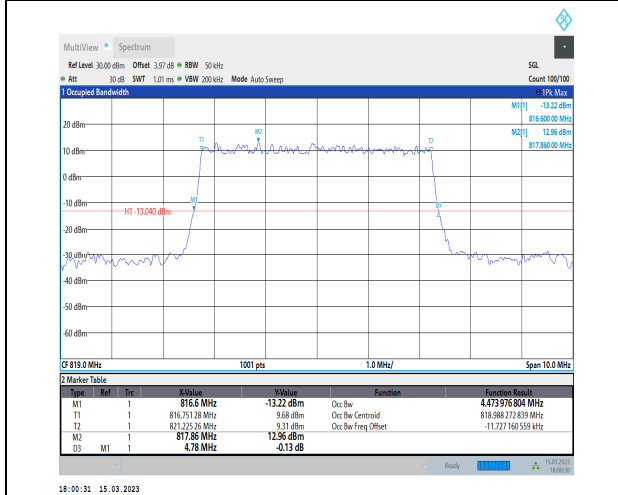 MultiView Spectrum
Ref Level 30.00 dBm Offset 3.97 dB RBW 50 kHz SGL
Att 30 dB SWT 1.01 ms VBW 200 kHz Mode Auto Sweep Count 100/100
1 Occupied Bandwidth 1Pk Max
M1[1] -13.22 dBm
816.600 00 MHz
M2[1] 12.96 dBm
817.860 00 MHz
20 dBm
T1 M2 T2
10 dBm
0 dBm
-10 dBm
M1 D3
H1 -13.040 dBm
-20 dBm
-30 dBm
-40 dBm
-50 dBm
-60 dBm
CF 819.0 MHz 1001 pts 1.0 MHz/ Span 10.0 MHz
2 Marker Table
Type Ref Trc X-Value Y-Value Function Function Result
M1 1 816.6 MHz -13.22 dBm Occ Bw 4.473 976 804 MHz
T1 1 816.751 28 MHz 9.68 dBm Occ Bw Centroid 818.988 272 839 MHz
T2 1 821.225 26 MHz 9.31 dBm Occ Bw Freq Offset -11.727 160 559 kHz
M2 1 817.86 MHz 12.96 dBm
D3 M1 1 4.78 MHz -0.13 dB
Ready 15.03.2023
18:00:30
18:00:31 15.03.2023